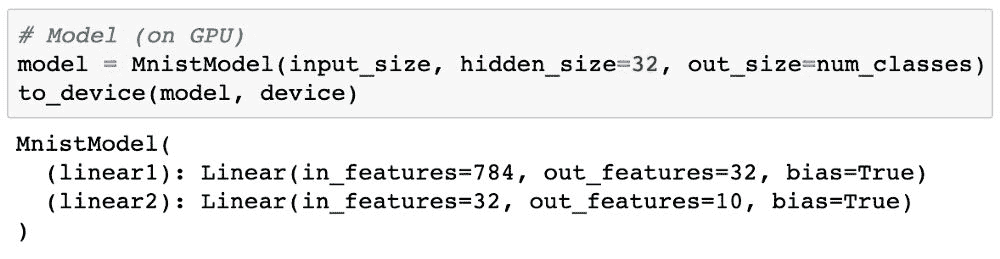 # Model (on GPU)
model = MnistModel(input_size, hidden_size=32, out_size=num_classes)
to_device(model, device)
MnistModel(
  (linear1): Linear(in_features=784, out_features=32, bias=True)
  (linear2): Linear(in_features=32, out_features=10, bias=True)
)